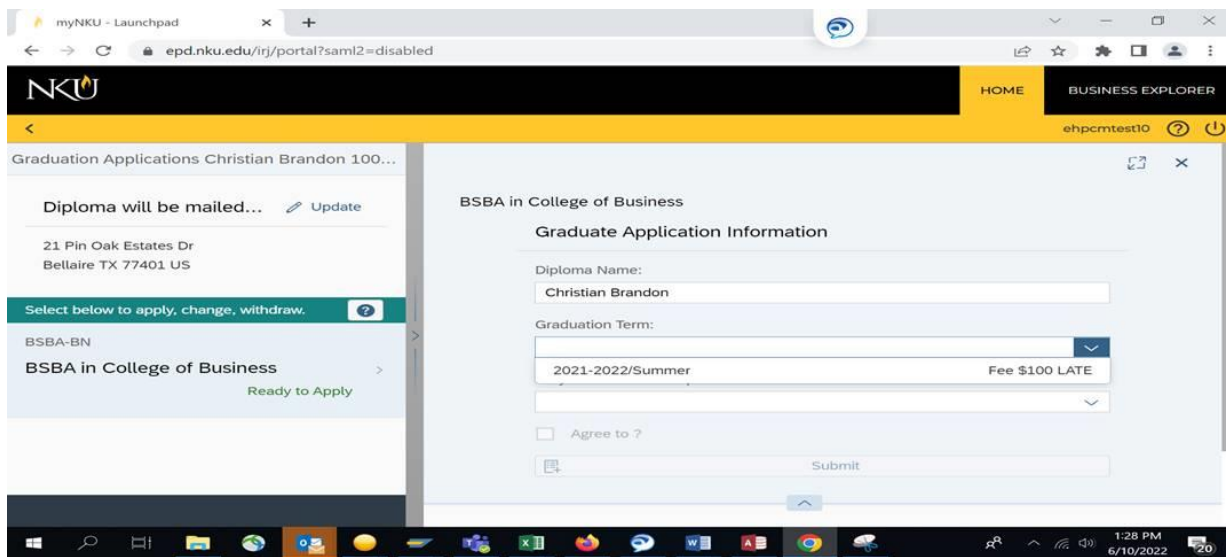 myNKU - Launchpad
epd.nku.edu/irj/portal?saml2=disabled
NKU
HOME
BUSINESS EXPLORER
ehpcmtest10
Graduation Applications Christian Brandon 100...
Diploma will be mailed...
Update
21 Pin Oak Estates Dr
Bellaire TX 77401 US
Select below to apply, change, withdraw.
BSBA-BN
BSBA in College of Business
Ready to Apply
BSBA in College of Business
Graduate Application Information
Diploma Name:
Christian Brandon
Graduation Term:
2021-2022/Summer Fee $100 LATE
Agree to ?
Submit
1:28 PM
6/10/2022
20